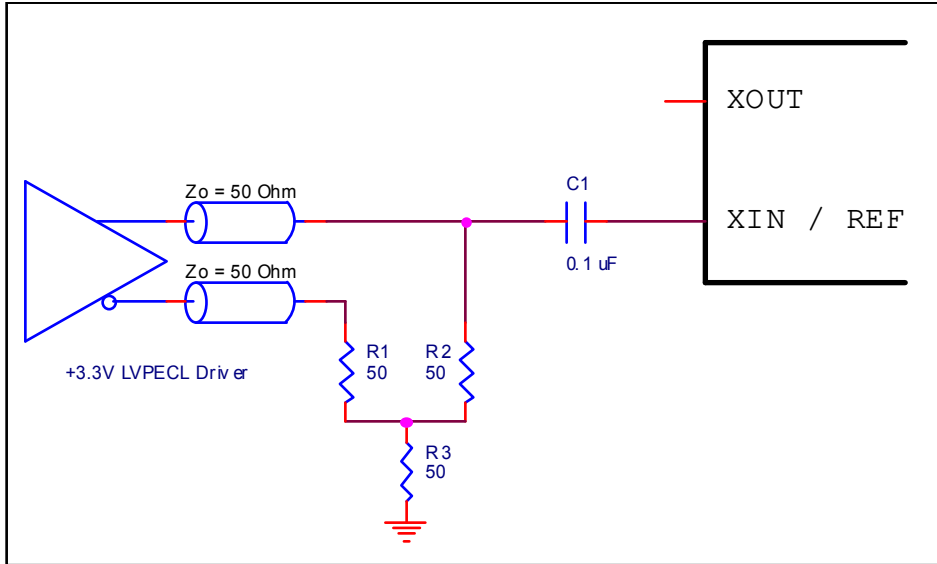 XOUT
Zo = 50 Ohm
C1
XIN / REF
0.1 uF
Zo = 50 Ohm
+3.3V LVPECL Driver
R1
50
R2
50
R3
50